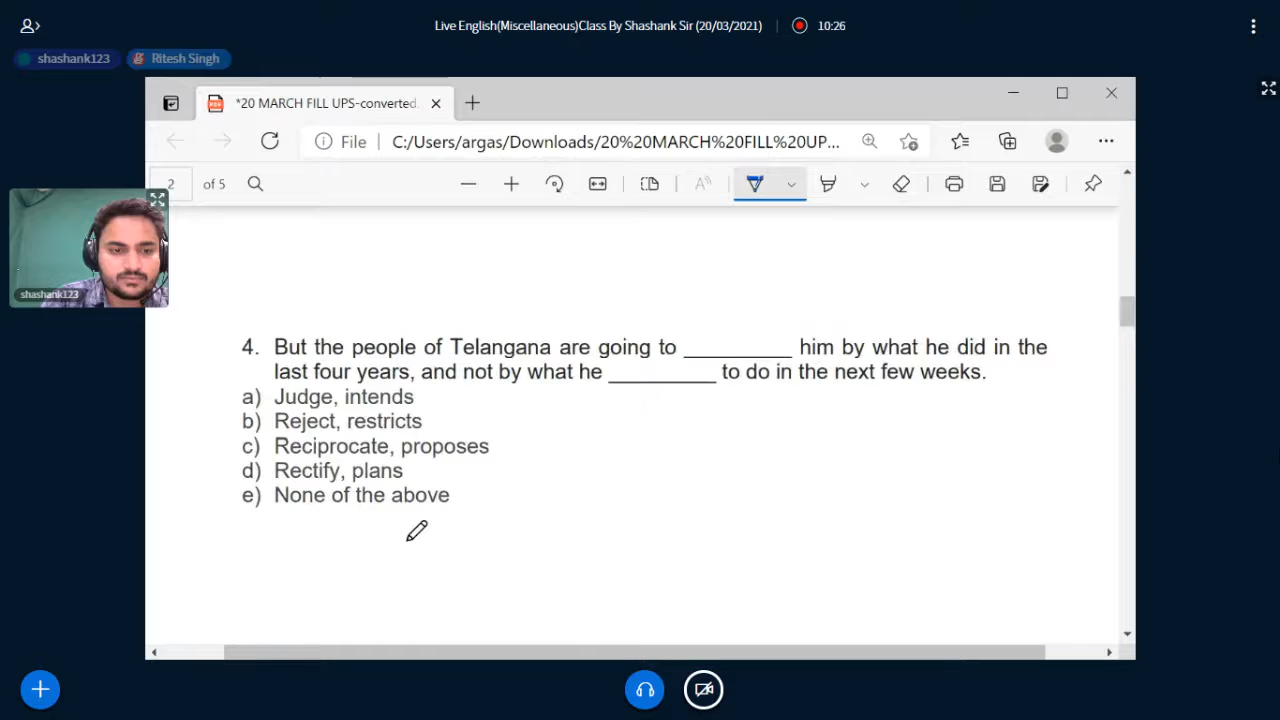 Live English(Miscellaneous)Class By Shashank Sir (20/03/2021)
10:26
shashank123
Ritesh Singh
*20 MARCH FILL UPS-converted.
File
C:/Users/argas/Downloads/20%20MARCH%20FILL%20UP...
2 of 5
shashank123
4. But the people of Telangana are going to _________ him by what he did in the
last four years, and not by what he _________ to do in the next few weeks.
a) Judge, intends
b) Reject, restricts
c) Reciprocate, proposes
d) Rectify, plans
e) None of the above